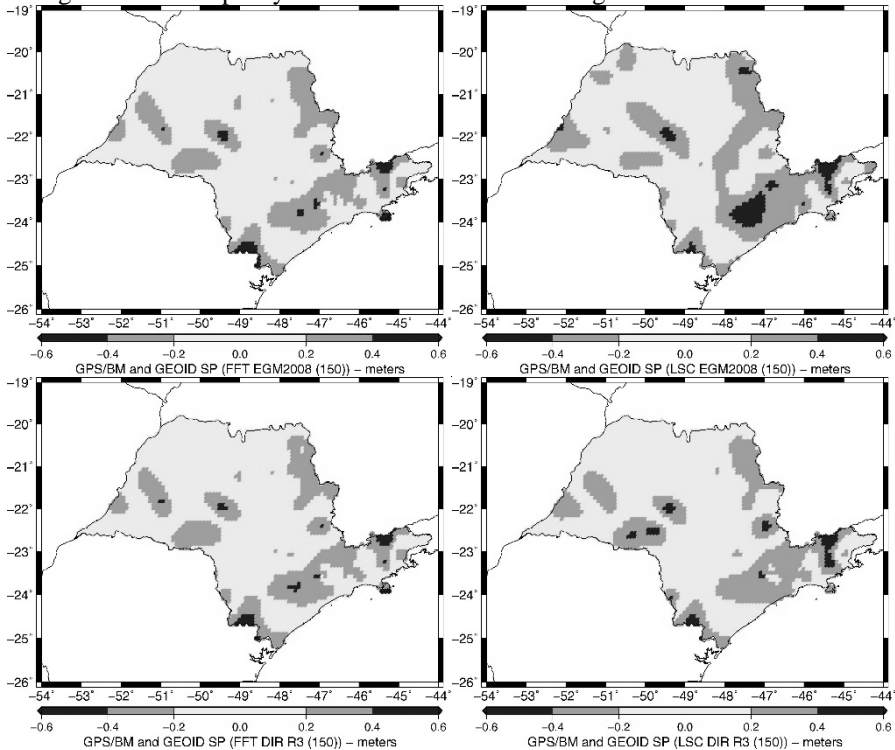 −19˚
−20˚
−21˚
−22˚
−23˚
−24˚
−25˚
−26˚
−54˚ −53˚ −52˚ −51˚ −50˚ −49˚ −48˚ −47˚ −46˚ −45˚ −44˚
−0.6 −0.4 −0.2 0.0 0.2 0.4 0.6
GPS/BM and GEOID SP (FFT EGM2008 (150)) – meters
−19˚
−20˚
−21˚
−22˚
−23˚
−24˚
−25˚
−26˚
−54˚ −53˚ −52˚ −51˚ −50˚ −49˚ −48˚ −47˚ −46˚ −45˚ −44˚
−0.6 −0.4 −0.2 0.0 0.2 0.4 0.6
GPS/BM and GEOID SP (LSC EGM2008 (150)) – meters
−19˚
−20˚
−21˚
−22˚
−23˚
−24˚
−25˚
−26˚
−54˚ −53˚ −52˚ −51˚ −50˚ −49˚ −48˚ −47˚ −46˚ −45˚ −44˚
−0.6 −0.4 −0.2 0.0 0.2 0.4 0.6
GPS/BM and GEOID SP (FFT DIR R3 (150)) – meters
−19˚
−20˚
−21˚
−22˚
−23˚
−24˚
−25˚
−26˚
−54˚ −53˚ −52˚ −51˚ −50˚ −49˚ −48˚ −47˚ −46˚ −45˚ −44˚
−0.6 −0.4 −0.2 0.0 0.2 0.4 0.6
GPS/BM and GEOID SP (LSC DIR R3 (150)) – meters